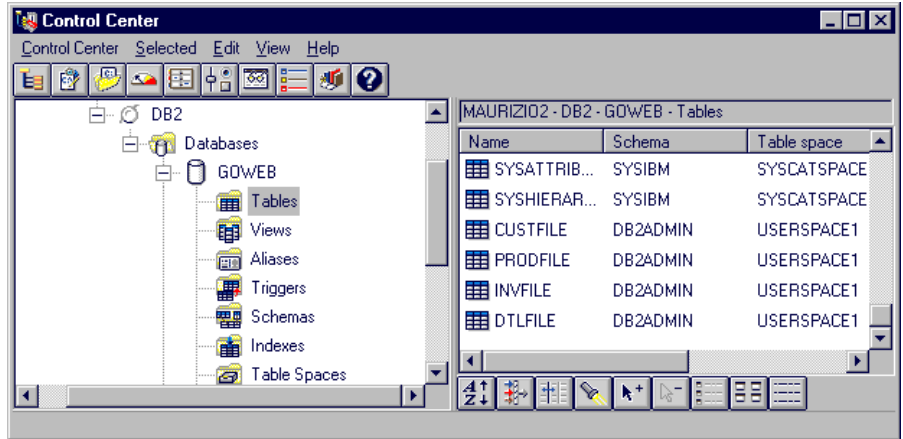 Control Center
Control Center Selected Edit View Help
DB2
Databases
GOWEB
Tables
Views
Aliases
Triggers
Schemas
Indexes
Table Spaces
MAURIZIO2 - DB2 - GOWEB - Tables
Name Schema Table space
SYSATTRIB... SYSIBM SYSCATSPACE
SYSHIERAR... SYSIBM SYSCATSPACE
CUSTFILE DB2ADMIN USERSPACE1
PRODFILE DB2ADMIN USERSPACE1
INVFILE DB2ADMIN USERSPACE1
DTLFILE DB2ADMIN USERSPACE1